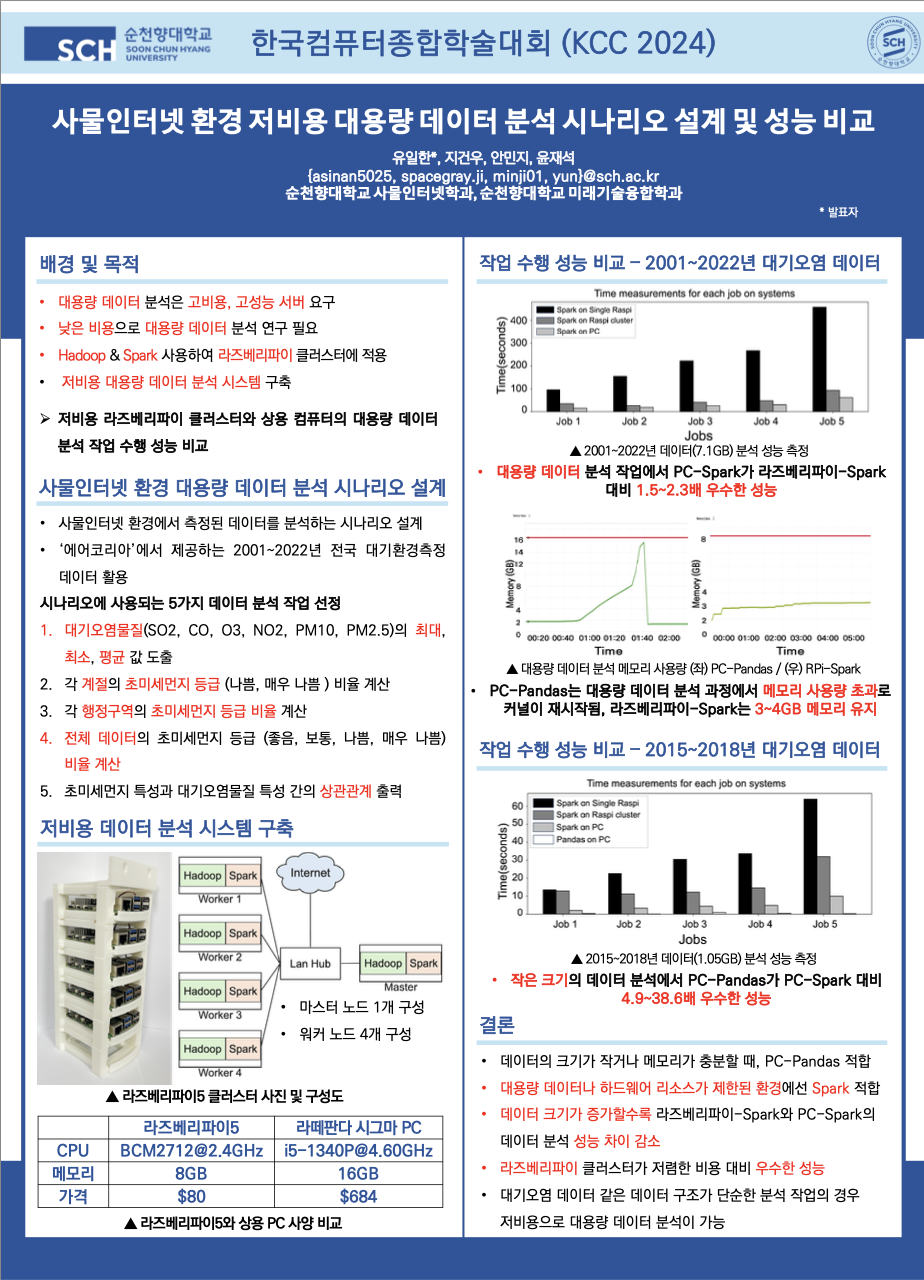 SCH 순천향대학교
SOON CHUN HYANG
UNIVERSITY
한국컴퓨터종합학술대회 (KCC 2024)
SCH
사물인터넷 환경 저비용 대용량 데이터 분석 시나리오 설계 및 성능 비교
유일한*, 지건우, 안민지, 윤재석
{asinan5025, spacegray.ji, minji01, yun}@sch.ac.kr
순천향대학교 사물인터넷학과, 순천향대학교 미래기술융합학과
* 발표자
배경 및 목적
• 대용량 데이터 분석은 고비용, 고성능 서버 요구
• 낮은 비용으로 대용량 데이터 분석 연구 필요
• Hadoop & Spark 사용하여 라즈베리파이 클러스터에 적용
• 저비용 대용량 데이터 분석 시스템 구축
➢ 저비용 라즈베리파이 클러스터와 상용 컴퓨터의 대용량 데이터
분석 작업 수행 성능 비교
사물인터넷 환경 대용량 데이터 분석 시나리오 설계
• 사물인터넷 환경에서 측정된 데이터를 분석하는 시나리오 설계
• ‘에어코리아’에서 제공하는 2001~2022년 전국 대기환경측정
데이터 활용
시나리오에 사용되는 5가지 데이터 분석 작업 선정
1. 대기오염물질(SO2, CO, O3, NO2, PM10, PM2.5)의 최대,
최소, 평균 값 도출
2. 각 계절의 초미세먼지 등급 (나쁨, 매우 나쁨 ) 비율 계산
3. 각 행정구역의 초미세먼지 등급 비율 계산
4. 전체 데이터의 초미세먼지 등급 (좋음, 보통, 나쁨, 매우 나쁨)
비율 계산
5. 초미세먼지 특성과 대기오염물질 특성 간의 상관관계 출력
저비용 데이터 분석 시스템 구축
Hadoop Spark
Worker 1
Hadoop Spark
Worker 2
Hadoop Spark
Worker 3
Hadoop Spark
Worker 4
Internet
Lan Hub
Hadoop Spark
Master
• 마스터 노드 1개 구성
• 워커 노드 4개 구성
▲ 라즈베리파이5 클러스터 사진 및 구성도
라즈베리파이5 라떼판다 시그마 PC
CPU BCM2712@2.4GHz i5-1340P@4.60GHz
메모리 8GB 16GB
가격 $80 $684
▲ 라즈베리파이5와 상용 PC 사양 비교
작업 수행 성능 비교 - 2001~2022년 대기오염 데이터
Time measurements for each job on systems
Spark on Single Raspi
Spark on Raspi cluster
Spark on PC
Time(seconds)
400
300
200
100
0
Job 1 Job 2 Job 3 Job 4 Job 5
Jobs
▲ 2001~2022년 데이터(7.1GB) 분석 성능 측정
• 대용량 데이터 분석 작업에서 PC-Spark가 라즈베리파이-Spark
대비 1.5~2.3배 우수한 성능
Memory (GB)
16
12
8
4
2
0
00:20 00:40 01:00 01:20 01:40 02:00
Time
Memory (GB)
8
4
3
2
0
00:00 01:00 02:00 03:00 04:00 05:00
Time
▲ 대용량 데이터 분석 메모리 사용량 (좌) PC-Pandas / (우) RPi-Spark
• PC-Pandas는 대용량 데이터 분석 과정에서 메모리 사용량 초과로
커널이 재시작됨, 라즈베리파이-Spark는 3~4GB 메모리 유지
작업 수행 성능 비교 - 2015~2018년 대기오염 데이터
Time measurements for each job on systems
Spark on Single Raspi
Spark on Raspi cluster
Spark on PC
Pandas on PC
Time(seconds)
60
50
40
30
20
10
0
Job 1 Job 2 Job 3 Job 4 Job 5
Jobs
▲ 2015~2018년 데이터(1.05GB) 분석 성능 측정
• 작은 크기의 데이터 분석에서 PC-Pandas가 PC-Spark 대비
4.9~38.6배 우수한 성능
결론
• 데이터의 크기가 작거나 메모리가 충분할 때, PC-Pandas 적합
• 대용량 데이터나 하드웨어 리소스가 제한된 환경에선 Spark 적합
• 데이터 크기가 증가할수록 라즈베리파이-Spark와 PC-Spark의
데이터 분석 성능 차이 감소
• 라즈베리파이 클러스터가 저렴한 비용 대비 우수한 성능
• 대기오염 데이터 같은 데이터 구조가 단순한 분석 작업의 경우
저비용으로 대용량 데이터 분석이 가능